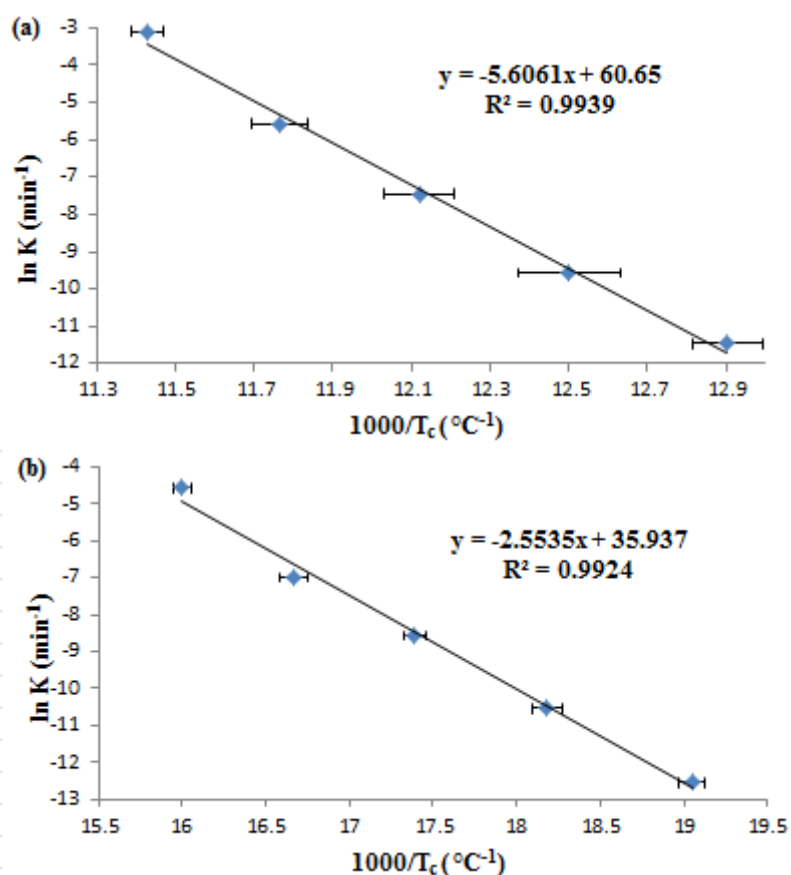 (a)
-3
-4
-5
-6
-7
-8
-9
-10
-11
-12
ln K (min⁻¹)
y = -5.6061x + 60.65
R² = 0.9939
11.3 11.5 11.7 11.9 12.1 12.3 12.5 12.7 12.9
1000/T꜀ (°C⁻¹)
(b)
-4
-5
-6
-7
-8
-9
-10
-11
-12
-13
ln K (min⁻¹)
y = -2.5535x + 35.937
R² = 0.9924
15.5 16 16.5 17 17.5 18 18.5 19 19.5
1000/T꜀ (°C⁻¹)